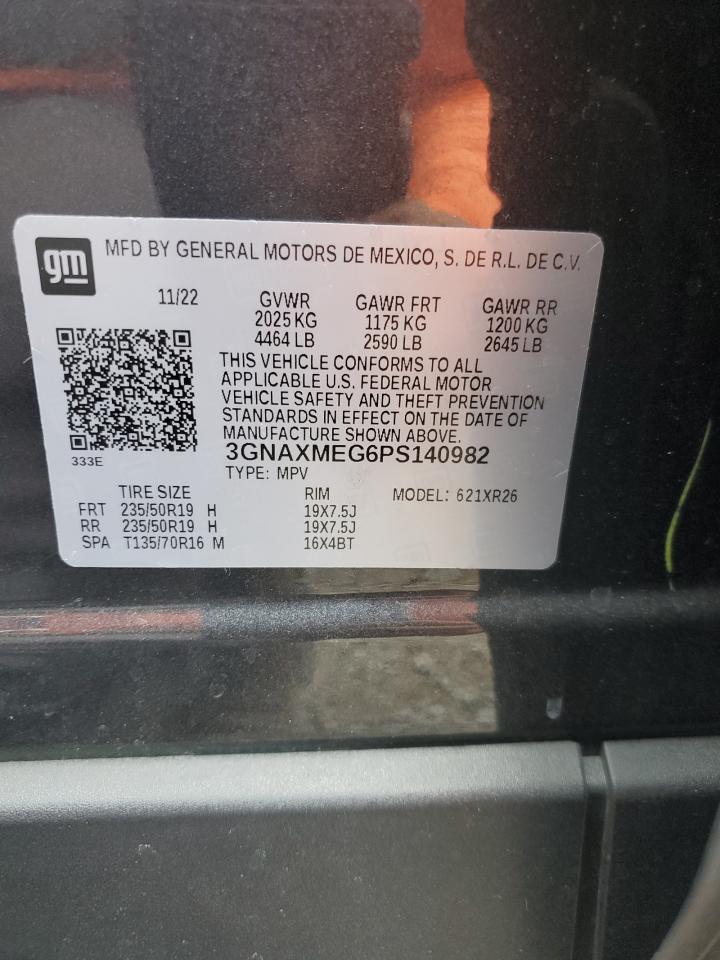 gm
MFD BY GENERAL MOTORS DE MEXICO, S. DE R.L. DE C.V.
11/22 GVWR GAWR FRT GAWR RR
2025 KG 1175 KG 1200 KG
4464 LB 2590 LB 2645 LB
THIS VEHICLE CONFORMS TO ALL
APPLICABLE U.S. FEDERAL MOTOR
VEHICLE SAFETY AND THEFT PREVENTION
STANDARDS IN EFFECT ON THE DATE OF
MANUFACTURE SHOWN ABOVE.
333E
3GNAXMEG6PS140982
TYPE: MPV
TIRE SIZE RIM MODEL: 621XR26
FRT 235/50R19 H 19X7.5J
RR 235/50R19 H 19X7.5J
SPA T135/70R16 M 16X4BT